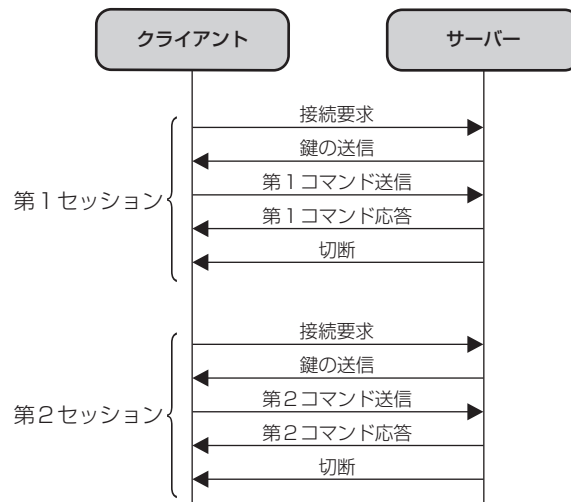 クライアント
サーバー
第1セッション
接続要求
鍵の送信
第1コマンド送信
第1コマンド応答
切断
第2セッション
接続要求
鍵の送信
第2コマンド送信
第2コマンド応答
切断